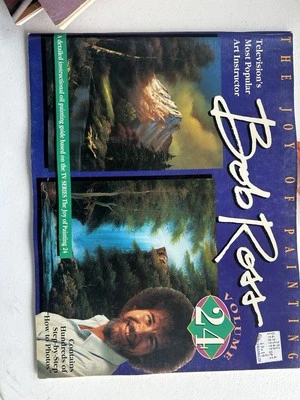 THE JOY OF PAINTING
Television's
Most Popular
Art Instructor
Bob Ross
VOLUME
24
A detailed instructional oil painting guide based on the TV SERIES The Joy of Painting 24
Contains
Hundreds of
Step-by-Step
"How to" Photos